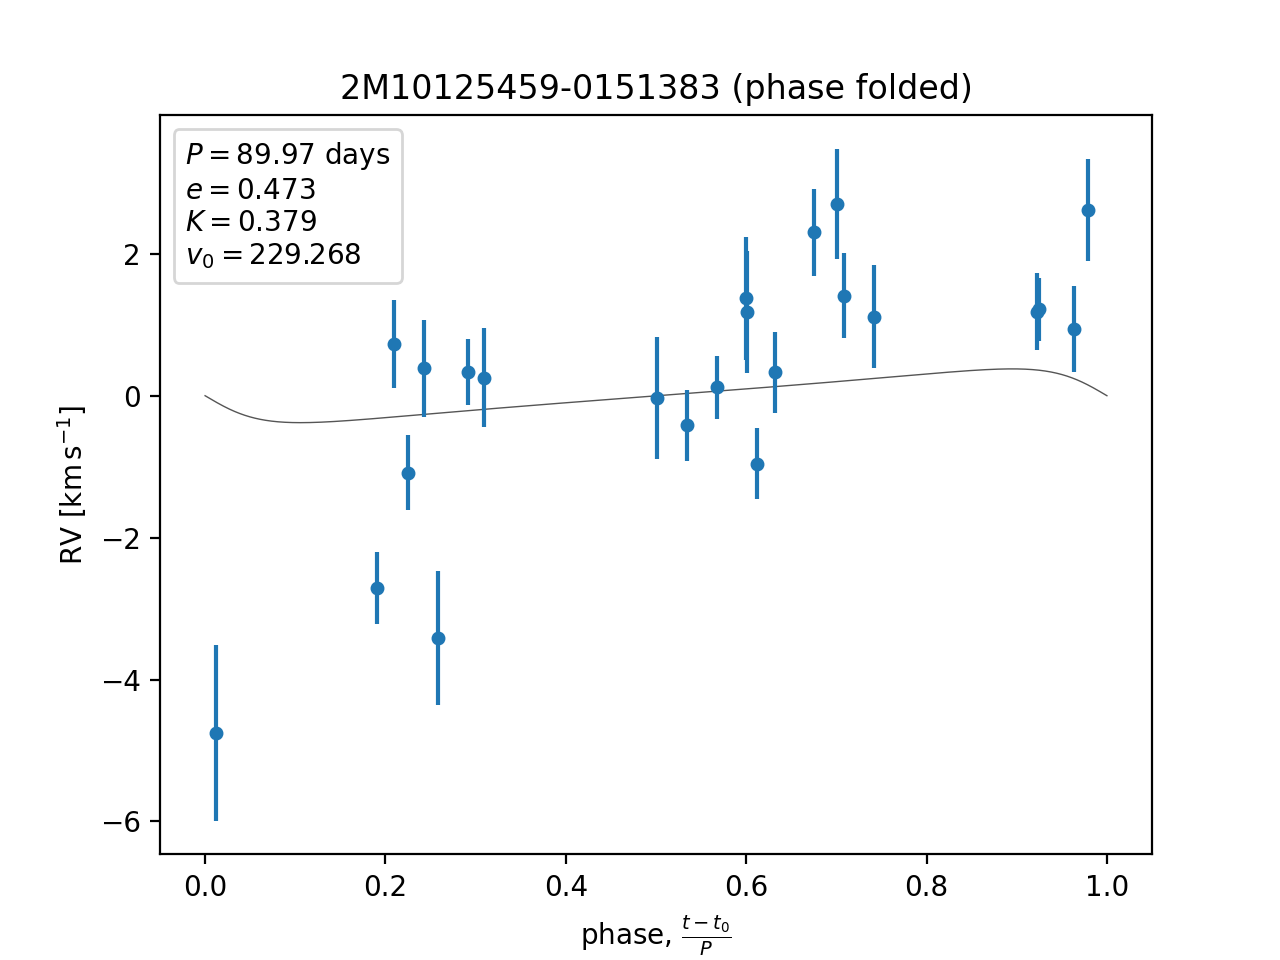 2M10125459-0151383 (phase folded)
P = 89.97 days
e = 0.473
K = 0.379
v₀ = 229.268
2
0
−2
−4
−6
RV [km s⁻¹]
0.0 0.2 0.4 0.6 0.8 1.0
phase, (t − t₀)/P